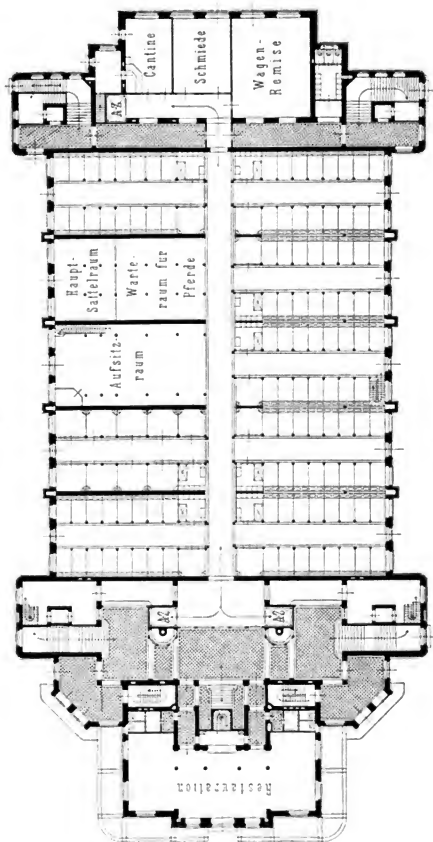 Cantine
Schmiede
Wagen-
Remise
AZ
Haupt-
Sattelraum
Warte-
raum für
Pferde
Aufsitz-
raum
AZ
AZ
Restauration